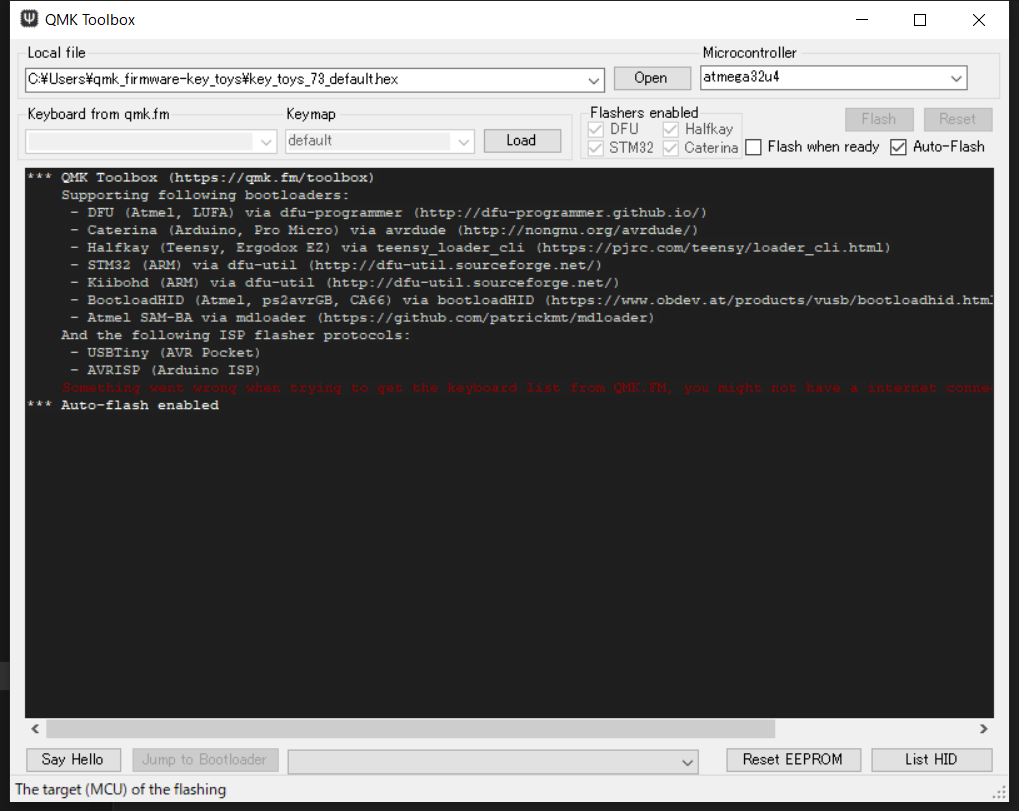 QMK Toolbox
Local file
Microcontroller
C:¥Users¥qmk_firmware-key_toys¥key_toys_73_default.hex
Open
atmega32u4
Keyboard from qmk.fm
Keymap
Flashers enabled
Flash
Reset
default
Load
DFU
Halfkay
STM32
Caterina
Flash when ready
Auto-Flash
*** QMK Toolbox (https://qmk.fm/toolbox)
Supporting following bootloaders:
- DFU (Atmel, LUFA) via dfu-programmer (http://dfu-programmer.github.io/)
- Caterina (Arduino, Pro Micro) via avrdude (http://nongnu.org/avrdude/)
- Halfkay (Teensy, Ergodox EZ) via teensy_loader_cli (https://pjrc.com/teensy/loader_cli.html)
- STM32 (ARM) via dfu-util (http://dfu-util.sourceforge.net/)
- Kiibohd (ARM) via dfu-util (http://dfu-util.sourceforge.net/)
- BootloadHID (Atmel, ps2avrGB, CA66) via bootloadHID (https://www.obdev.at/products/vusb/bootloadhid.html
- Atmel SAM-BA via mdloader (https://github.com/patrickmt/mdloader)
And the following ISP flasher protocols:
- USBTiny (AVR Pocket)
- AVRISP (Arduino ISP)
Something went wrong when trying to get the keyboard list from QMK.FM, you might not have a internet conne
*** Auto-flash enabled
Say Hello
Jump to Bootloader
Reset EEPROM
List HID
The target (MCU) of the flashing